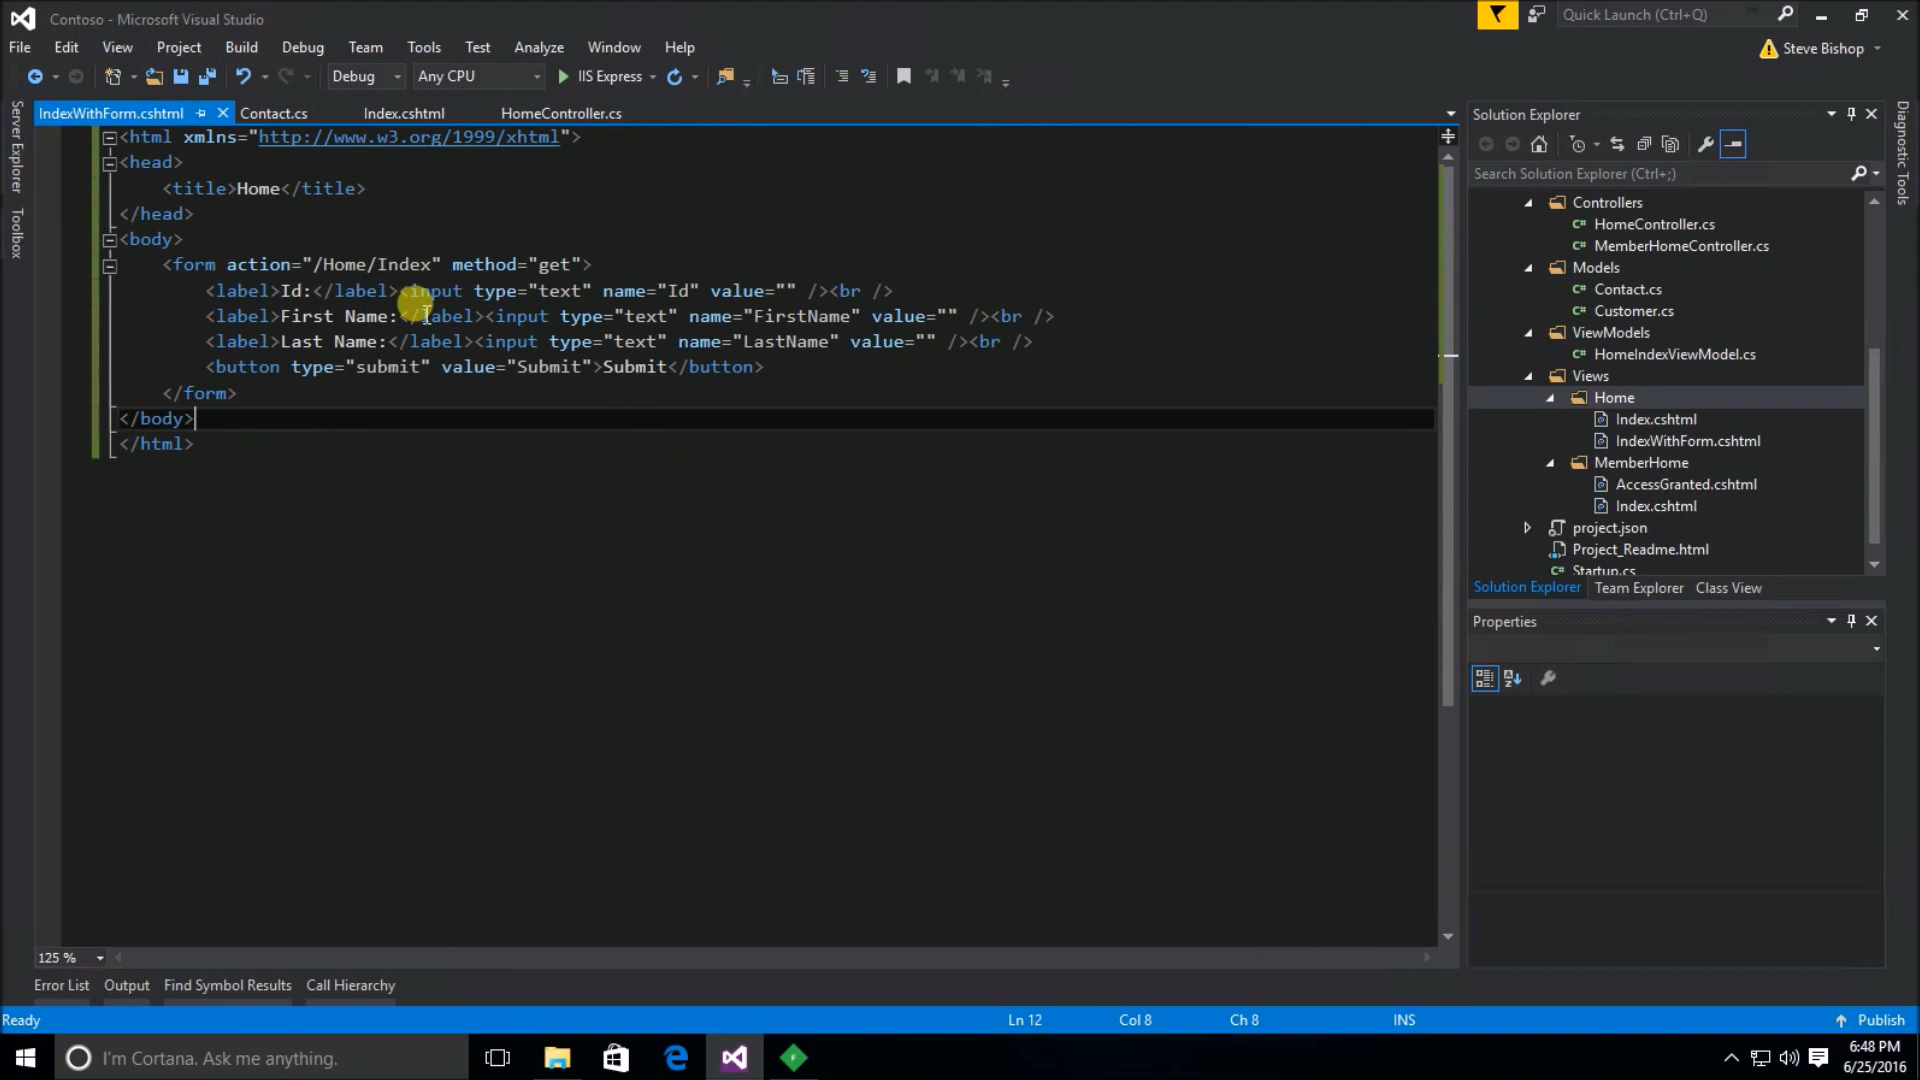 Contoso - Microsoft Visual Studio
Quick Launch (Ctrl+Q)
File Edit View Project Build Debug Team Tools Test Analyze Window Help
Steve Bishop
Debug Any CPU IIS Express
IndexWithForm.cshtml Contact.cs Index.cshtml HomeController.cs
Server Explorer
Toolbox
<html xmlns="http://www.w3.org/1999/xhtml">
<head>
<title>Home</title>
</head>
<body>
<form action="/Home/Index" method="get">
<label>Id:</label><input type="text" name="Id" value="" /><br />
<label>First Name:</label><input type="text" name="FirstName" value="" /><br />
<label>Last Name:</label><input type="text" name="LastName" value="" /><br />
<button type="submit" value="Submit">Submit</button>
</form>
</body>
</html>
125 %
Solution Explorer
Search Solution Explorer (Ctrl+;)
Controllers
C# HomeController.cs
C# MemberHomeController.cs
Models
C# Contact.cs
C# Customer.cs
ViewModels
C# HomeIndexViewModel.cs
Views
Home
Index.cshtml
IndexWithForm.cshtml
MemberHome
AccessGranted.cshtml
Index.cshtml
project.json
Project_Readme.html
C# Startup.cs
Solution Explorer Team Explorer Class View
Properties
Diagnostic Tools
Error List Output Find Symbol Results Call Hierarchy
Ready Ln 12 Col 8 Ch 8 INS Publish
I'm Cortana. Ask me anything.
6:48 PM
6/25/2016